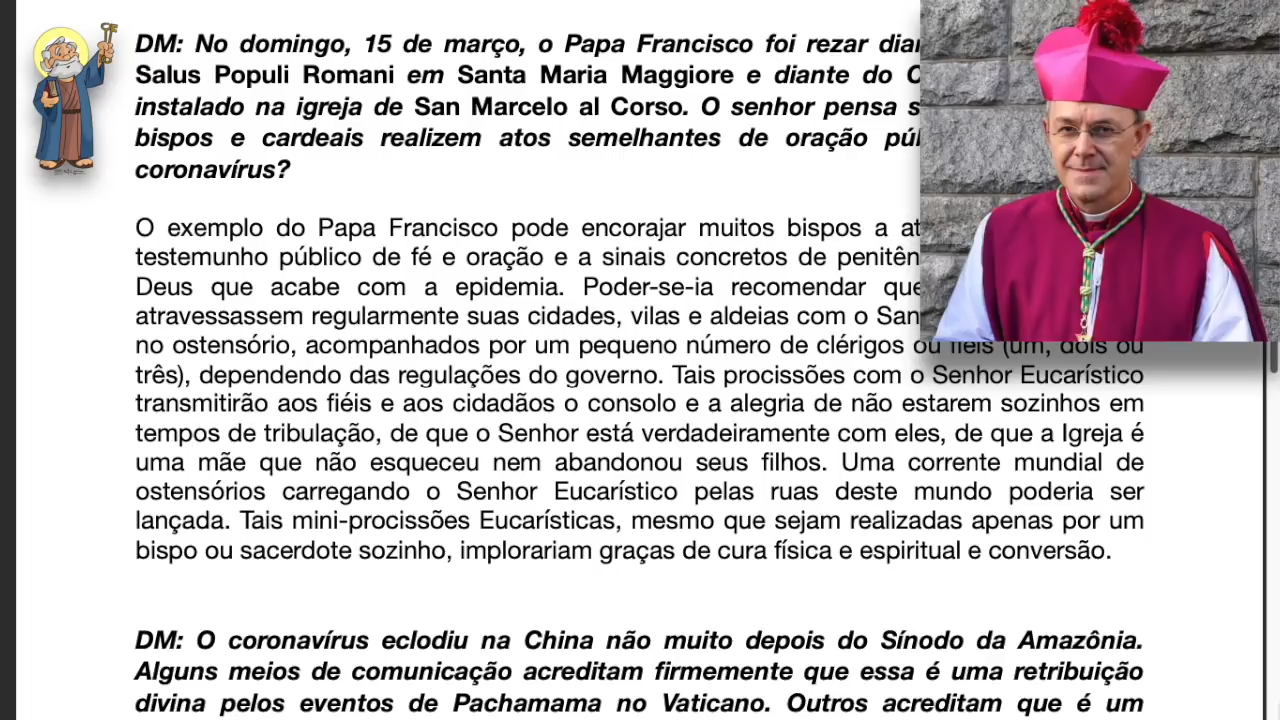 DM: No domingo, 15 de março, o Papa Francisco foi rezar
Salus Populi Romani em Santa Maria Maggiore e diante do
instalado na igreja de San Marcelo al Corso. O senhor pensa
bispos e cardeais realizem atos semelhantes de oração
coronavírus?
O exemplo do Papa Francisco pode encorajar muitos bispos a
testemunho público de fé e oração e a sinais concretos de
Deus que acabe com a epidemia. Poder-se-ia recomendar que
atravessassem regularmente suas cidades, vilas e aldeias com o
no ostensório, acompanhados por um pequeno número de clérigos ou fiéis (um, dois ou
três), dependendo das regulações do governo. Tais procissões com o Senhor Eucarístico
transmitirão aos fiéis e aos cidadãos o consolo e a alegria de não estarem sozinhos em
tempos de tribulação, de que o Senhor está verdadeiramente com eles, de que a Igreja é
uma mãe que não esqueceu nem abandonou seus filhos. Uma corrente mundial de
ostensórios carregando o Senhor Eucarístico pelas ruas deste mundo poderia ser
lançada. Tais mini-procissões Eucarísticas, mesmo que sejam realizadas apenas por um
bispo ou sacerdote sozinho, implorariam graças de cura física e espiritual e conversão.
DM: O coronavírus eclodiu na China não muito depois do Sínodo da Amazônia.
Alguns meios de comunicação acreditam firmemente que essa é uma retribuição
divina pelos eventos de Pachamama no Vaticano. Outros acreditam que é um